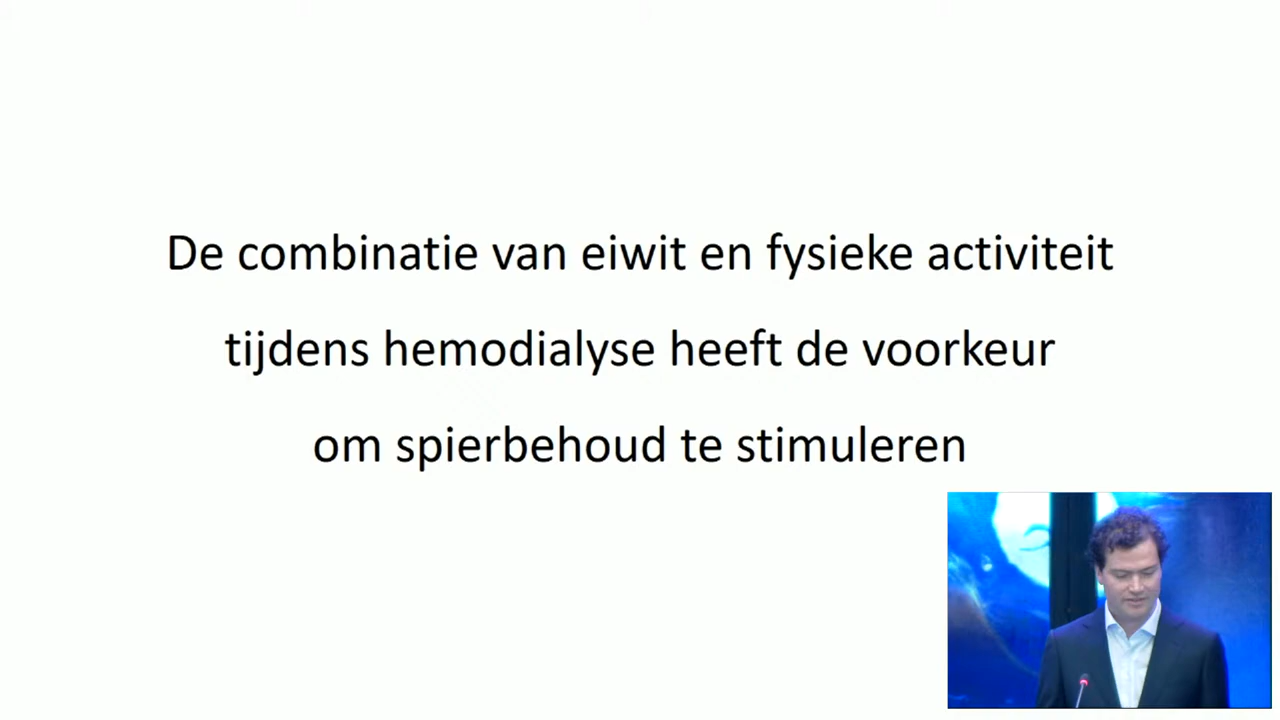 De combinatie van eiwit en fysieke activiteit
tijdens hemodialyse heeft de voorkeur
om spierbehoud te stimuleren